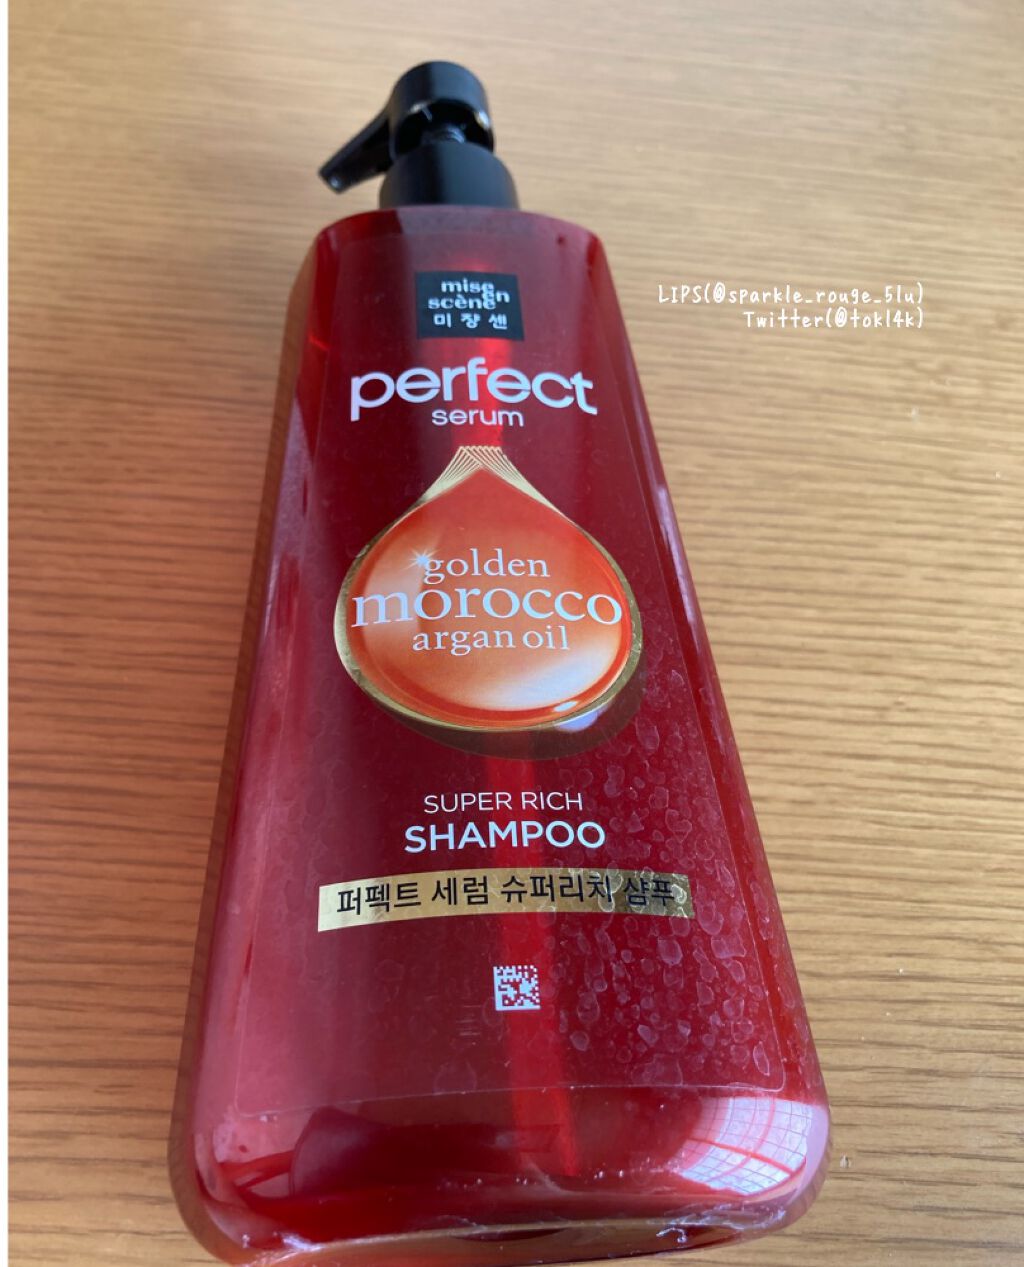 mise
en
scène
미쟝센
LIPS(@sparkle_rouge_51u)
Twitter(@tokl4k)
perfect
serum
golden
morocco
argan oil
SUPER RICH
SHAMPOO
퍼펙트 세럼 슈퍼리치 샴푸